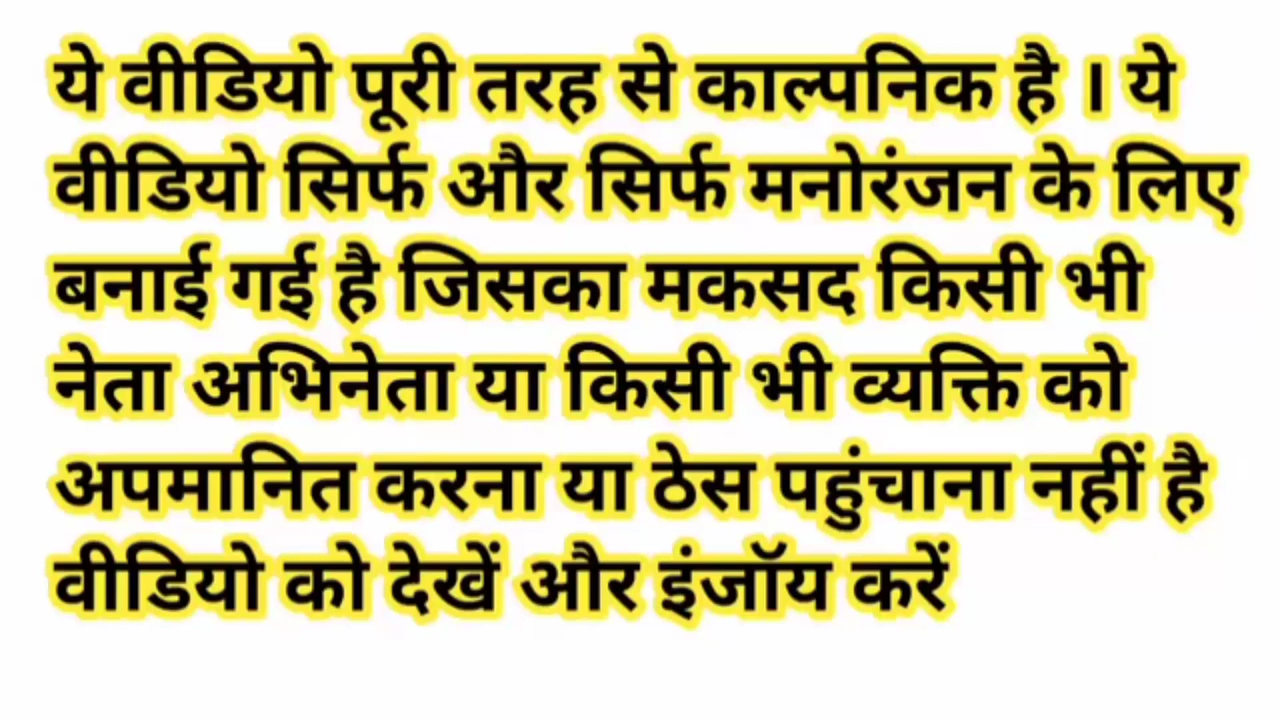 ये वीडियो पूरी तरह से काल्पनिक है । ये
वीडियो सिर्फ और सिर्फ मनोरंजन के लिए
बनाई गई है जिसका मकसद किसी भी
नेता अभिनेता या किसी भी व्यक्ति को
अपमानित करना या ठेस पहुंचाना नहीं है
वीडियो को देखें और इंजॉय करें